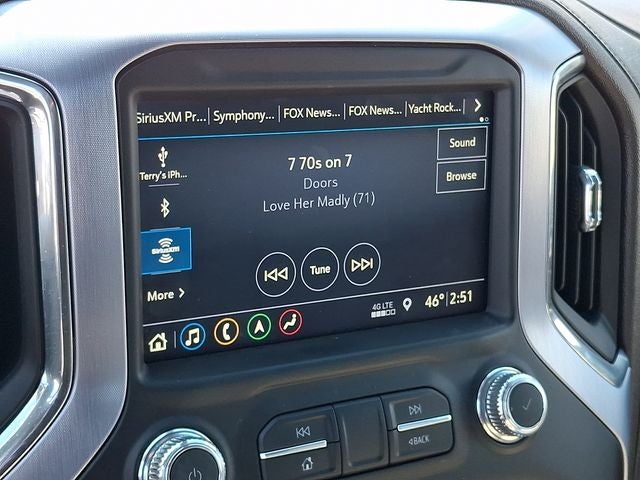 SiriusXM Pr... Symphony... FOX News... FOX News... Yacht Rock...
Terry's iPh...
7 70s on 7
Sound
Doors
Browse
Love Her Madly (71)
SiriusXM
Tune
More
4G LTE
46° 2:51
BACK